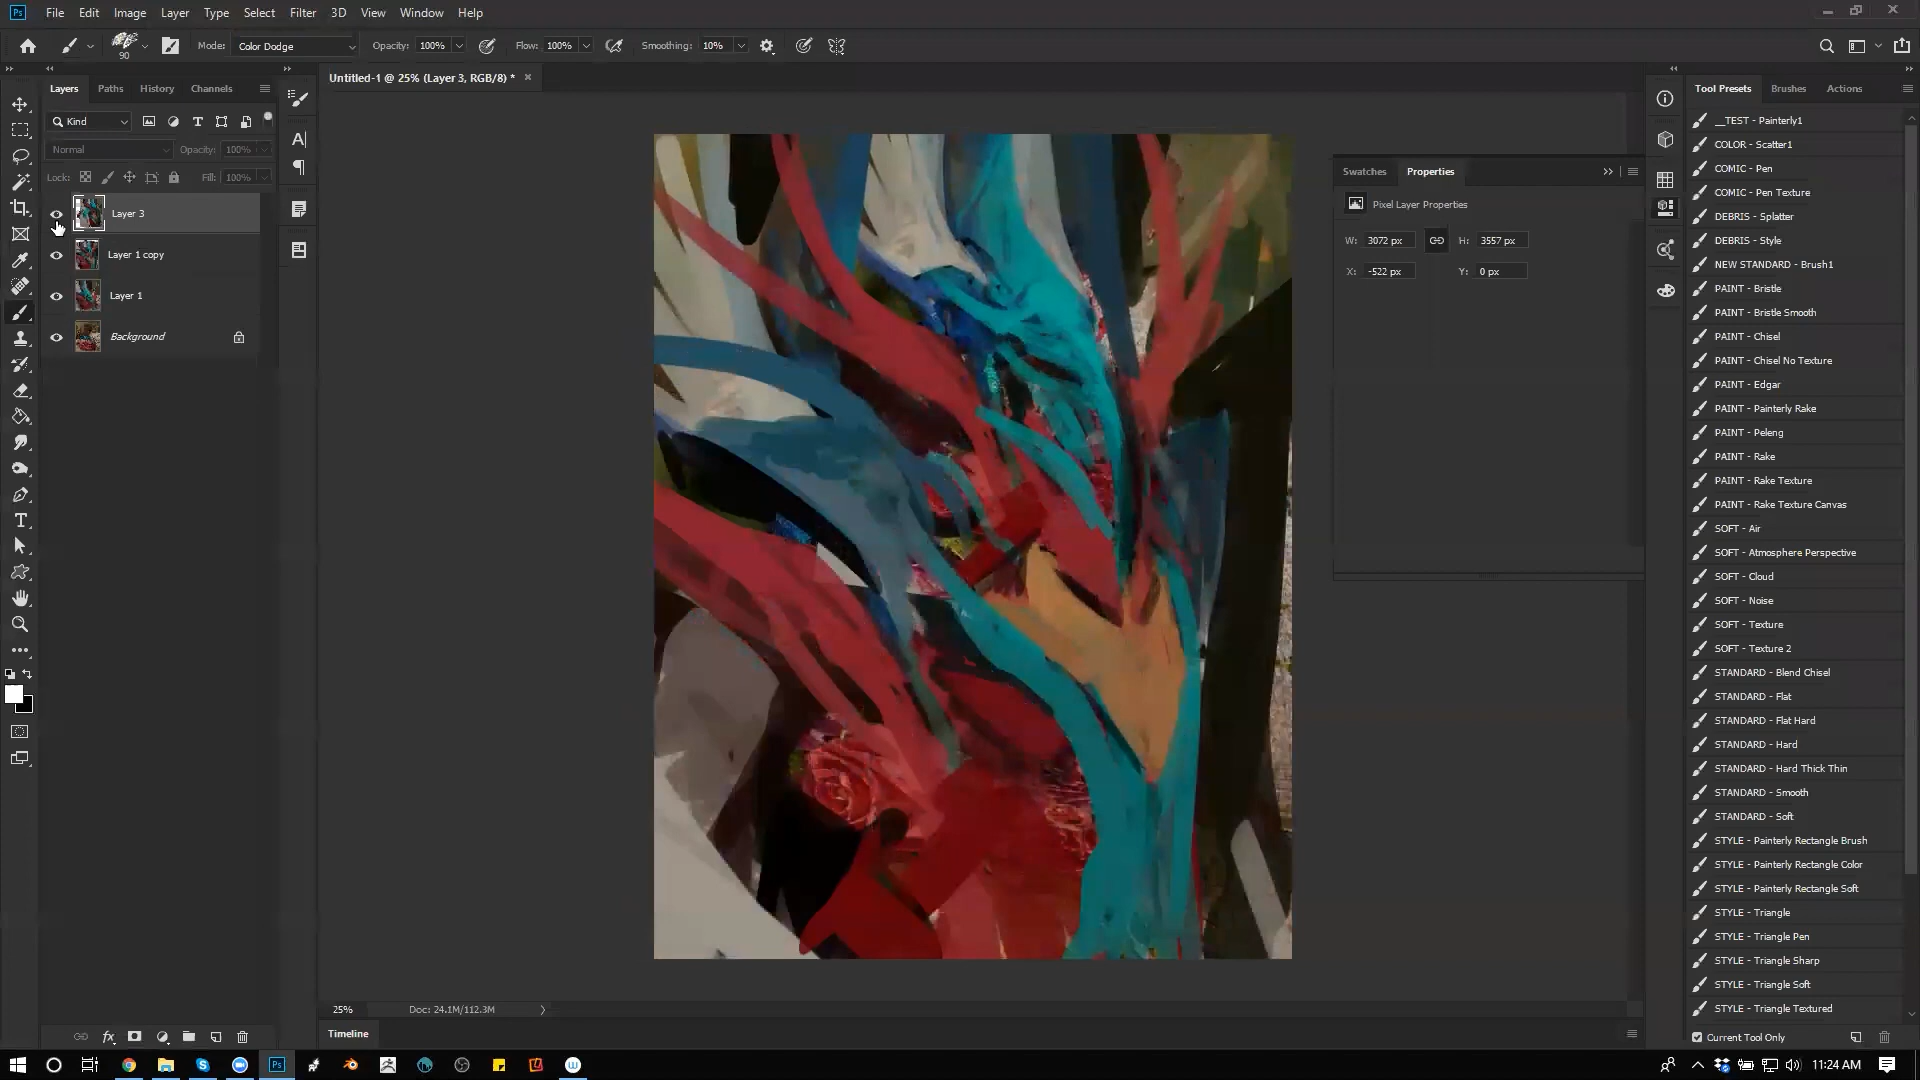 Ps File Edit Image Layer Type Select Filter 3D View Window Help
90 Mode: Color Dodge Opacity: 100% Flow: 100% Smoothing: 10%
Layers Paths History Channels
Untitled-1 @ 25% (Layer 3, RGB/8) *
Tool Presets Brushes Actions
Kind
Normal Opacity: 100%
Lock: Fill: 100%
Layer 3
Layer 1 copy
Layer 1
Background
Swatches Properties
Pixel Layer Properties
W: 3072 px H: 3557 px
X: -522 px Y: 0 px
__TEST - Painterly1
COLOR - Scatter1
COMIC - Pen
COMIC - Pen Texture
DEBRIS - Splatter
DEBRIS - Style
NEW STANDARD - Brush1
PAINT - Bristle
PAINT - Bristle Smooth
PAINT - Chisel
PAINT - Chisel No Texture
PAINT - Edgar
PAINT - Painterly Rake
PAINT - Peleng
PAINT - Rake
PAINT - Rake Texture
PAINT - Rake Texture Canvas
SOFT - Air
SOFT - Atmosphere Perspective
SOFT - Cloud
SOFT - Noise
SOFT - Texture
SOFT - Texture 2
STANDARD - Blend Chisel
STANDARD - Flat
STANDARD - Flat Hard
STANDARD - Hard
STANDARD - Hard Thick Thin
STANDARD - Smooth
STANDARD - Soft
STYLE - Painterly Rectangle Brush
STYLE - Painterly Rectangle Color
STYLE - Painterly Rectangle Soft
STYLE - Triangle
STYLE - Triangle Pen
STYLE - Triangle Sharp
STYLE - Triangle Soft
STYLE - Triangle Textured
25% Doc: 24.1M/112.3M
Timeline
Current Tool Only
11:24 AM